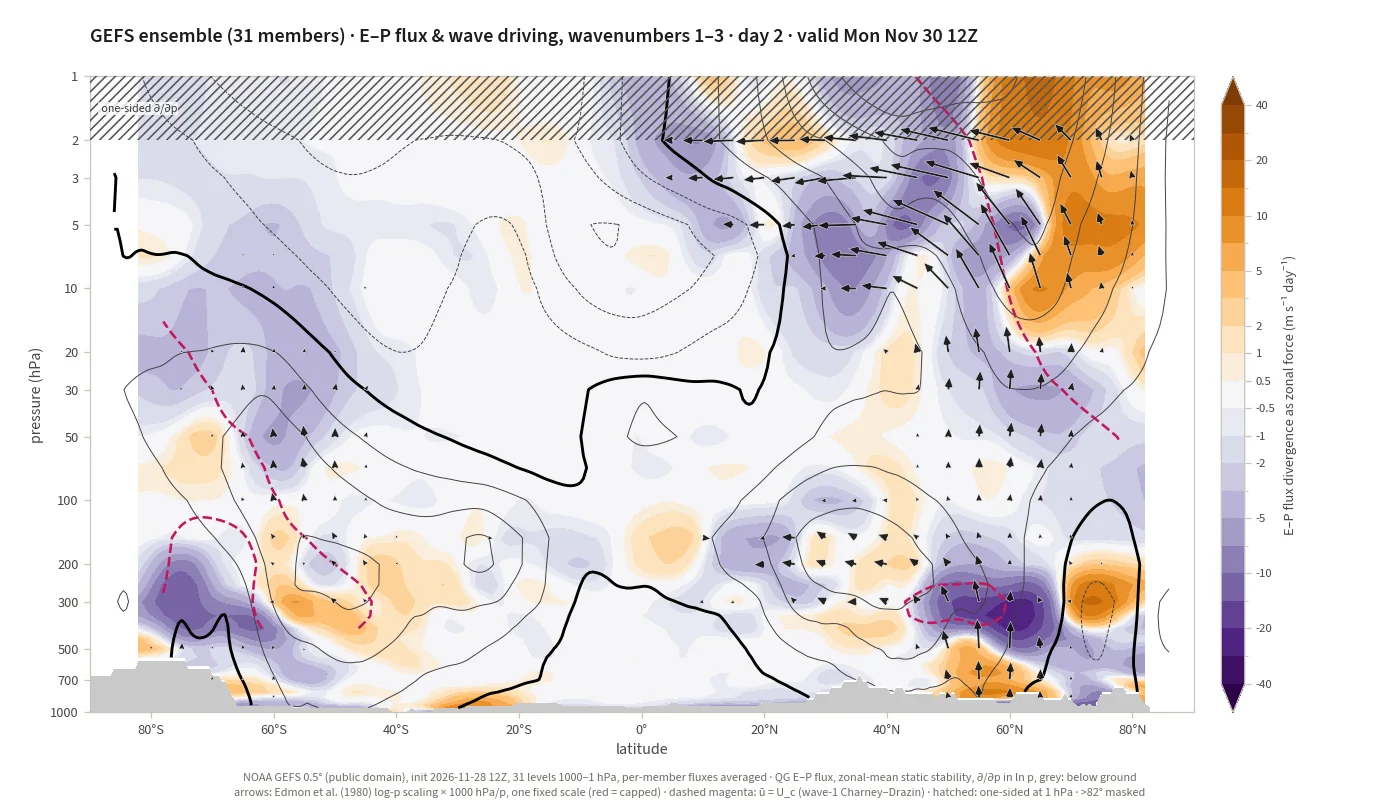 GEFS ensemble (31 members) · E–P flux & wave driving, wavenumbers 1–3 · day 2 · valid Mon Nov 30 12Z
one-sided ∂/∂p
pressure (hPa)
1
2
3
5
10
20
30
50
100
200
300
500
700
1000
80°S
60°S
40°S
20°S
0°
20°N
40°N
60°N
80°N
latitude
40
20
10
5
2
1
0.5
-0.5
-1
-2
-5
-10
-20
-40
E–P flux divergence as zonal force (m s⁻¹ day⁻¹)
NOAA GEFS 0.5° (public domain), init 2026-11-28 12Z, 31 levels 1000–1 hPa, per-member fluxes averaged · QG E–P flux, zonal-mean static stability, ∂/∂p in ln p, grey: below ground
arrows: Edmon et al. (1980) log-p scaling × 1000 hPa/p, one fixed scale (red = capped) · dashed magenta: ū = U_c (wave-1 Charney–Drazin) · hatched: one-sided at 1 hPa · >82° masked